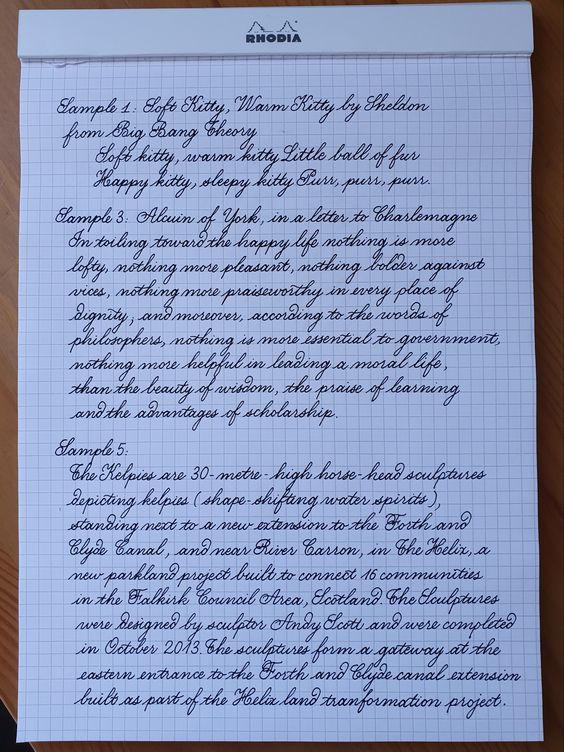 RHODIA
Sample 1: Soft Kitty, Warm Kitty by Sheldon
from Big Bang Theory
Soft kitty, warm kitty Little ball of fur
Happy kitty, sleepy kitty Purr, purr, purr.
Sample 3: Alcuin of York, in a letter to Charlemagne
In toiling toward the happy life nothing is more
lofty, nothing more pleasant, nothing bolder against
vices, nothing more praiseworthy in every place of
dignity; and moreover, according to the words of
philosophers, nothing is more essential to government,
nothing more helpful in leading a moral life,
than the beauty of wisdom, the praise of learning
and the advantages of scholarship.
Sample 5:
The Kelpies are 30-metre-high horse-head sculptures
depicting kelpies (shape-shifting water spirits),
standing next to a new extension to the Forth and
Clyde Canal, and near River Carron, in The Helix, a
new parkland project built to connect 16 communities
in the Falkirk Council Area, Scotland. The Sculptures
were designed by sculptor Andy Scott and were completed
in October 2013. The sculptures form a gateway at the
eastern entrance to the Forth and Clyde canal extension
built as part of the Helix land tranformation project.